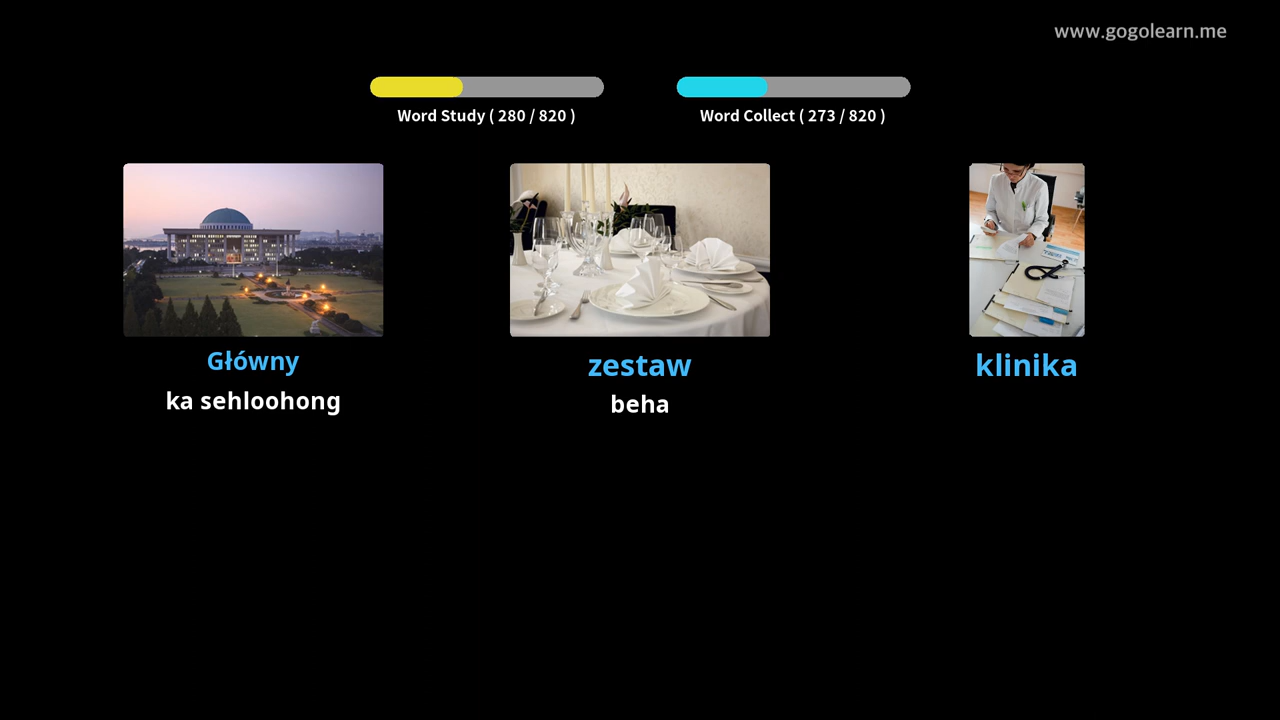 www.gogolearn.me
Word Study ( 280 / 820 )
Word Collect ( 273 / 820 )
Główny
ka sehloohong
zestaw
beha
klinika